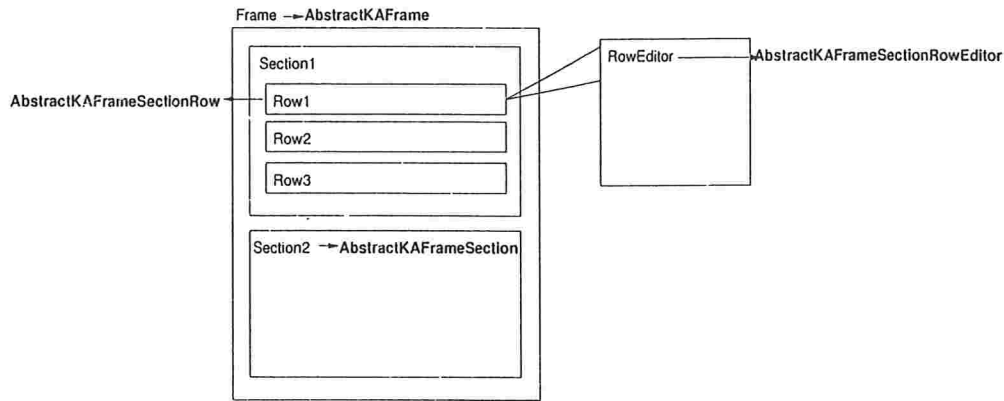 Frame AbstractKAFrame
Section1
RowEditor AbstractKAFrameSectionRowEditor
AbstractKAFrameSectionRow Row1
Row2
Row3
Section2 AbstractKAFrameSection